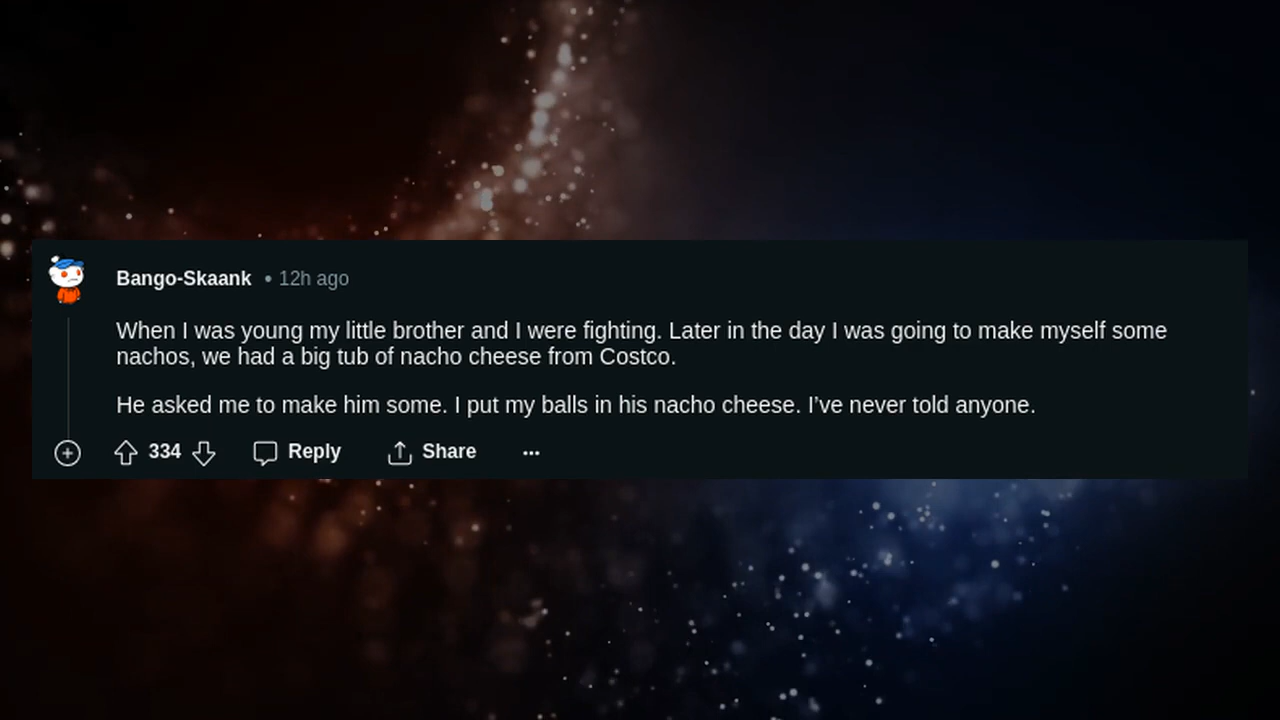 Bango-Skaank • 12h ago
When I was young my little brother and I were fighting. Later in the day I was going to make myself some
nachos, we had a big tub of nacho cheese from Costco.
He asked me to make him some. I put my balls in his nacho cheese. I’ve never told anyone.
334 Reply Share ···